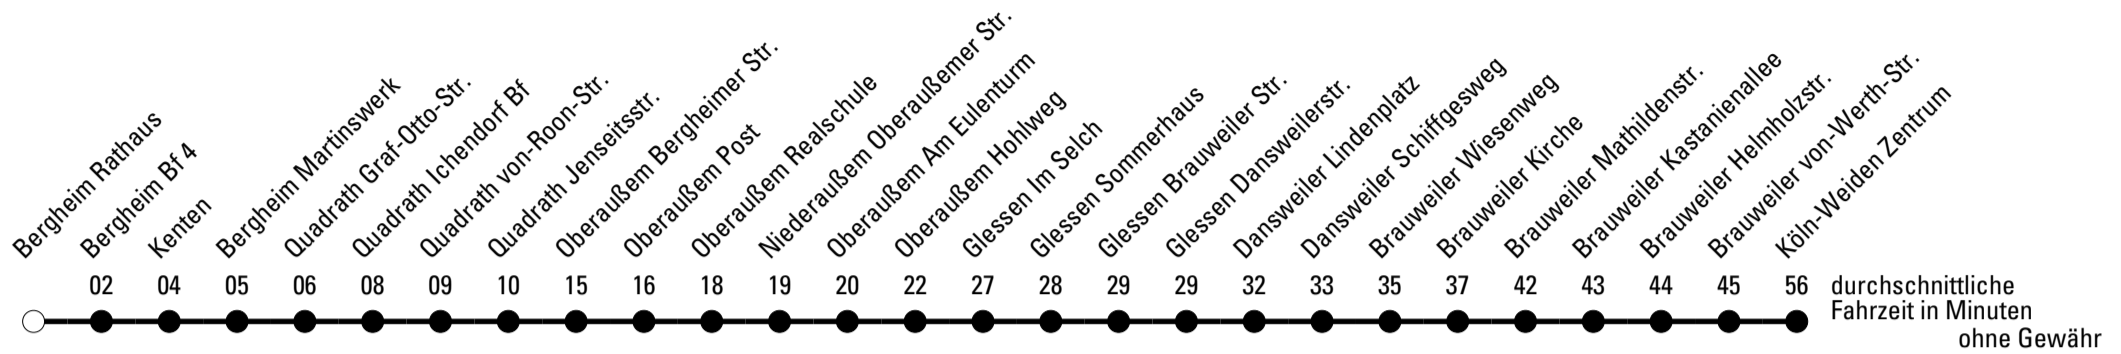 Bergheim Rathaus
Bergheim Bf 4
Kenten
Bergheim Martinswerk
Quadrath Graf-Otto-Str.
Quadrath Ichendorf Bf
Quadrath von-Roon-Str.
Quadrath Jenseitsstr.
Oberaußem Bergheimer Str.
Oberaußem Post
Oberaußem Realschule
Niederaußem Oberaußemer Str.
Oberaußem Am Eulenturm
Oberaußem Hohlweg
Glessen Im Selch
Glessen Sommerhaus
Glessen Brauweiler Str.
Glessen Danswei­lerstr.
Dansweiler Lindenplatz
Dansweiler Schiffgesweg
Brauweiler Wiesenweg
Brauweiler Kirche
Brauweiler Mathildenstr.
Brauweiler Kastanienallee
Brauweiler Helmholzstr.
Brauweiler von-Werth-Str.
Köln-Weiden Zentrum
02 04 05 06 08 09 10 15 16 18 19 20 22 27 28 29 29 32 33 35 37 42 43 44 45 56 durchschnittliche
Fahrzeit in Minuten
ohne Gewähr